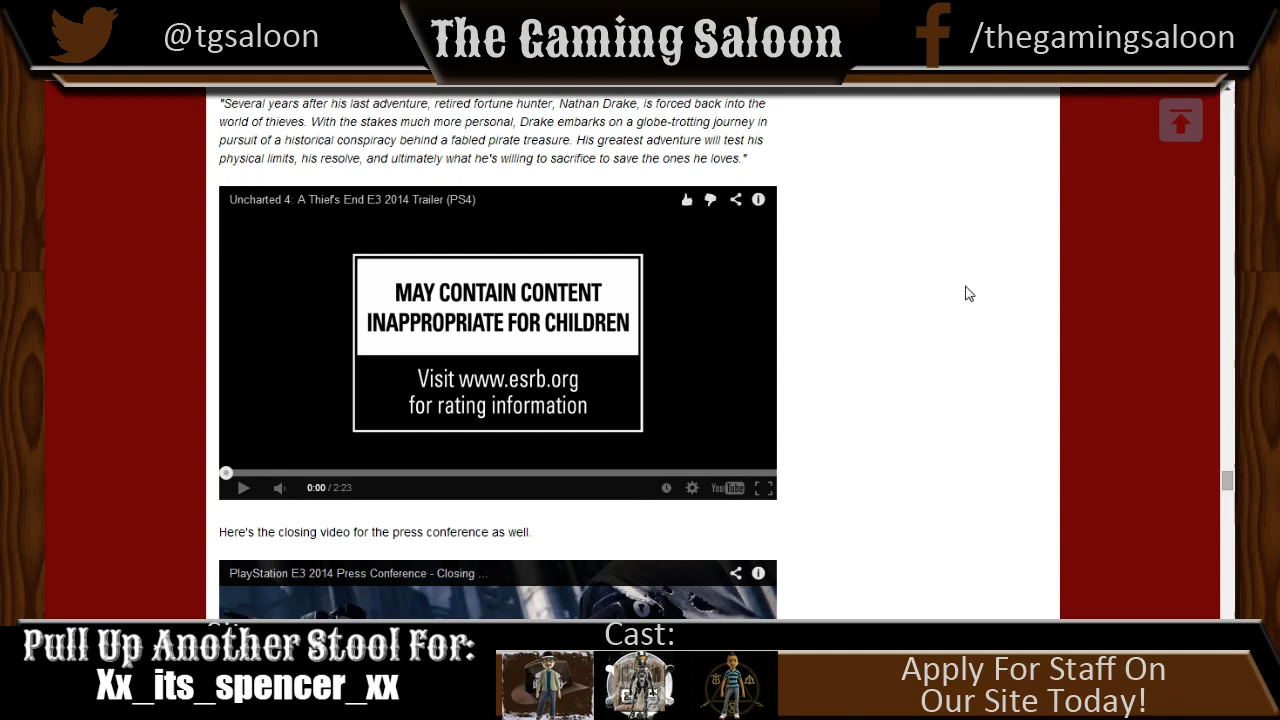 @tgsaloon
The Gaming Saloon
/thegamingsaloon
"Several years after his last adventure, retired fortune hunter, Nathan Drake, is forced back into the
world of thieves. With the stakes much more personal, Drake embarks on a globe-trotting journey in
pursuit of a historical conspiracy behind a fabled pirate treasure. His greatest adventure will test his
physical limits, his resolve, and ultimately what he's willing to sacrifice to save the ones he loves."
Uncharted 4: A Thief's End E3 2014 Trailer (PS4)
MAY CONTAIN CONTENT
INAPPROPRIATE FOR CHILDREN
Visit www.esrb.org
for rating information
0:00 / 2:23
YouTube
Here's the closing video for the press conference as well.
PlayStation E3 2014 Press Conference - Closing ...
Pull Up Another Stool For:
Xx_its_spencer_xx
Cast:
Apply For Staff On
Our Site Today!